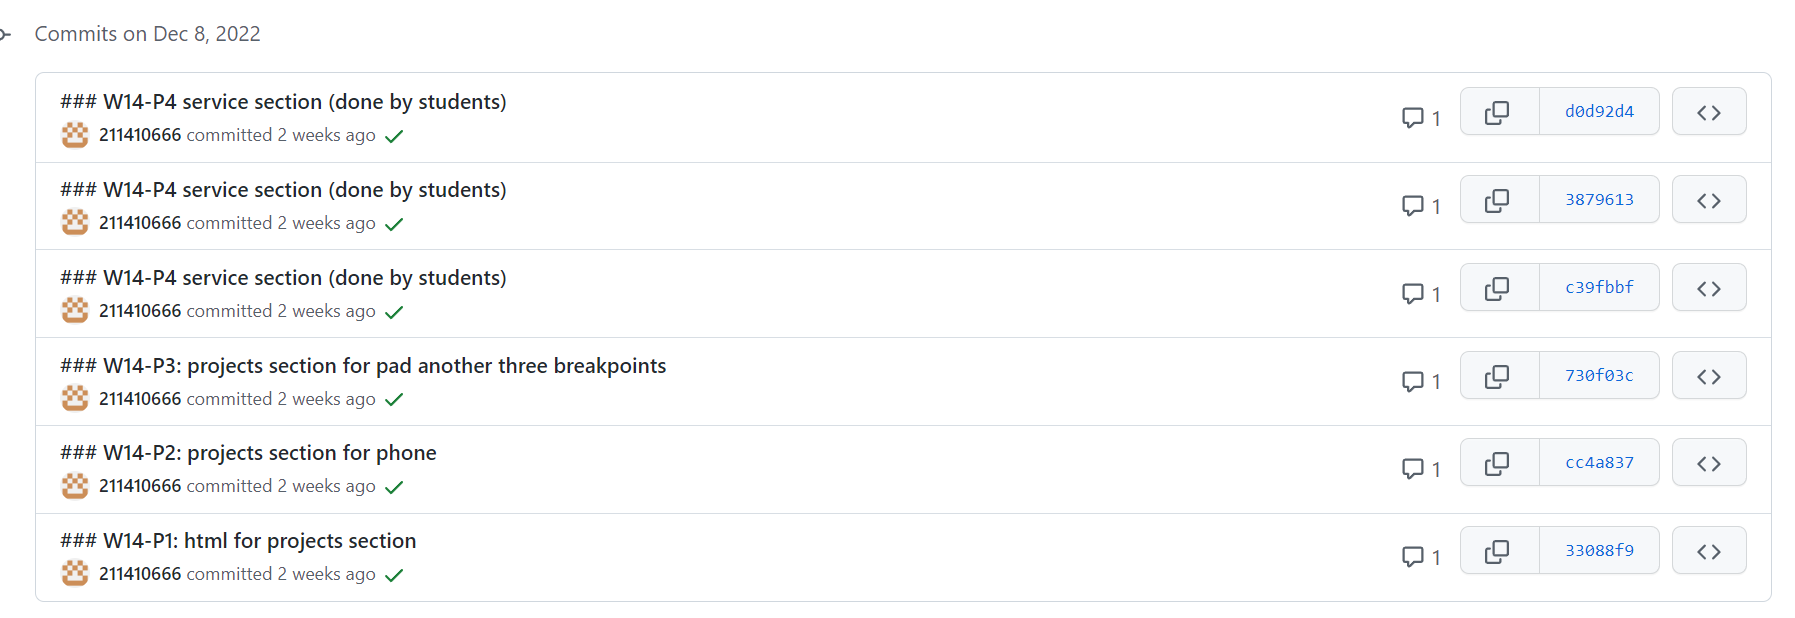 Commits on Dec 8, 2022
### W14-P4 service section (done by students)
211410666 committed 2 weeks ago
1
d0d92d4
### W14-P4 service section (done by students)
211410666 committed 2 weeks ago
1
3879613
### W14-P4 service section (done by students)
211410666 committed 2 weeks ago
1
c39fbbf
### W14-P3: projects section for pad another three breakpoints
211410666 committed 2 weeks ago
1
730f03c
### W14-P2: projects section for phone
211410666 committed 2 weeks ago
1
cc4a837
### W14-P1: html for projects section
211410666 committed 2 weeks ago
1
33088f9